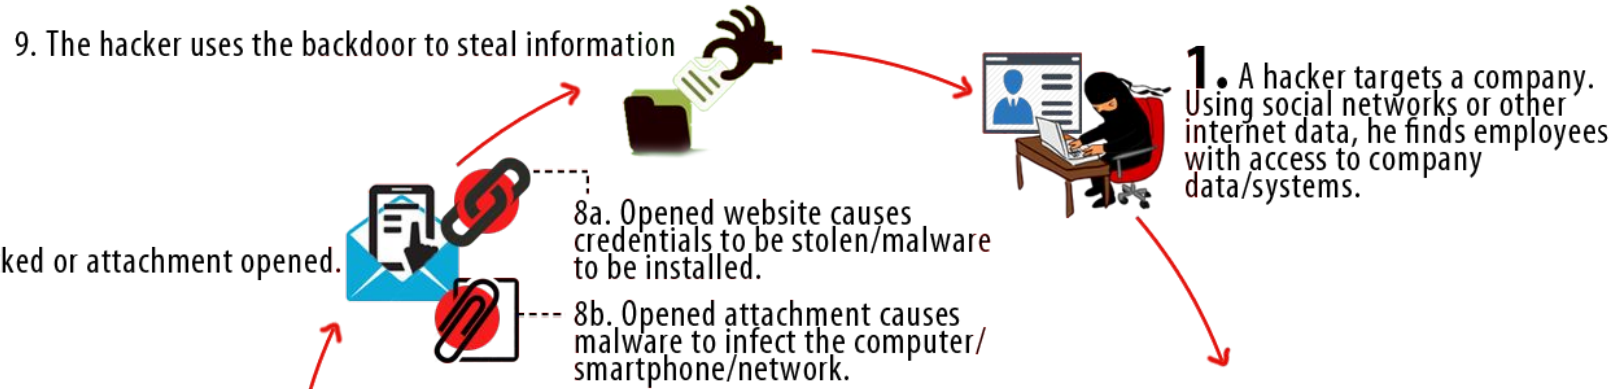 9. The hacker uses the backdoor to steal information
1. A hacker targets a company.
Using social networks or other
internet data, he finds employees
with access to company
data/systems.
8a. Opened website causes
credentials to be stolen/malware
to be installed.
ked or attachment opened.
8b. Opened attachment causes
malware to infect the computer/
smartphone/network.